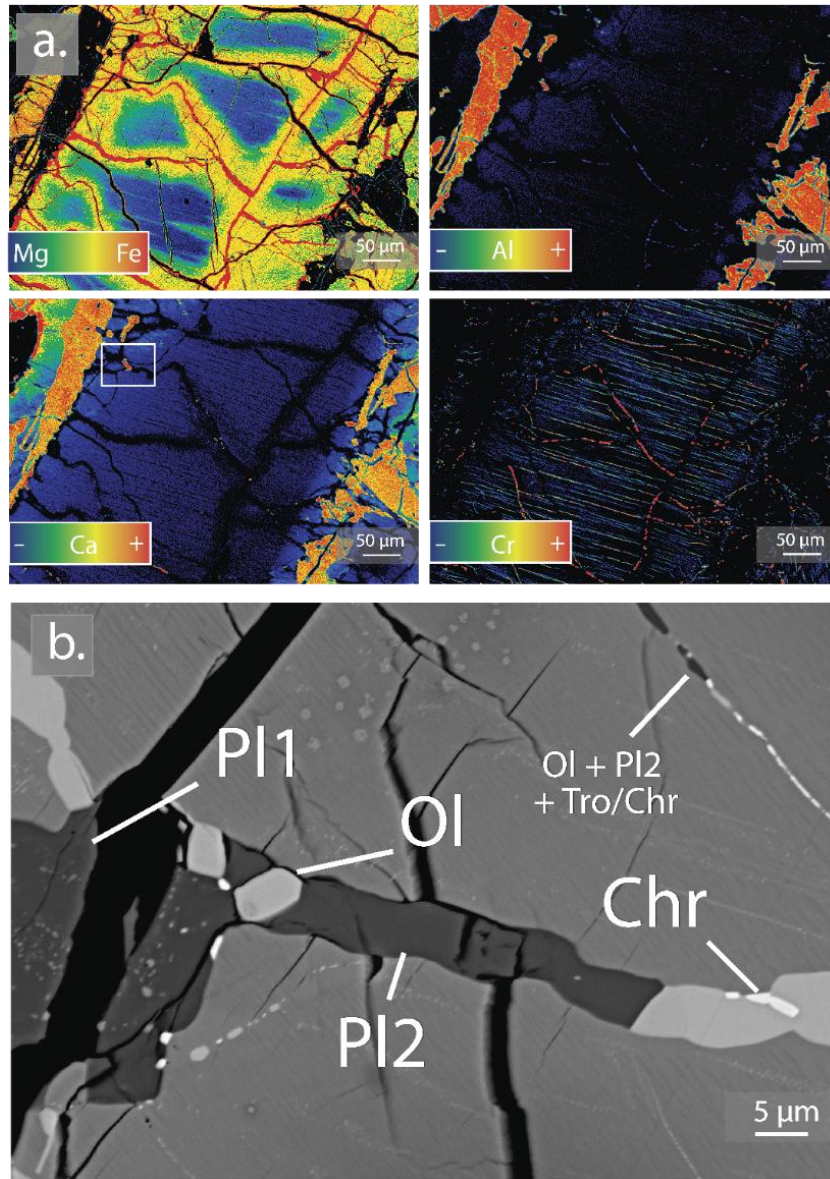 a.
Mg Fe
50 µm
- Al +
50 µm
- Ca +
50 µm
- Cr +
50 µm
b.
Pl1
Ol
Ol + Pl2
+ Tro/Chr
Chr
Pl2
5 µm